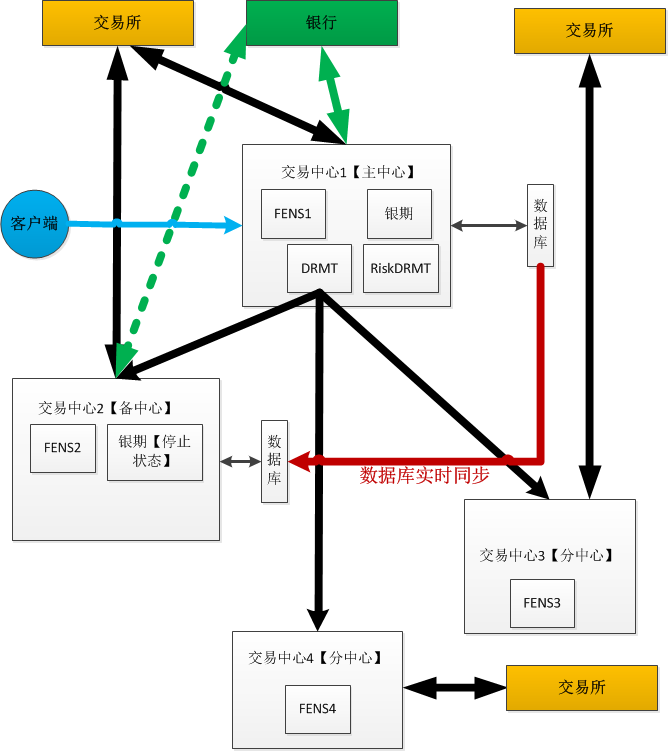 交易所
银行
交易所
交易中心1【主中心】
客户端
FENS1
银期
DRMT
RiskDRMT
数
据
库
交易中心2【备中心】
FENS2
银期【停止
状态】
数
据
库
数据库实时同步
交易中心3【分中心】
FENS3
交易中心4【分中心】
FENS4
交易所